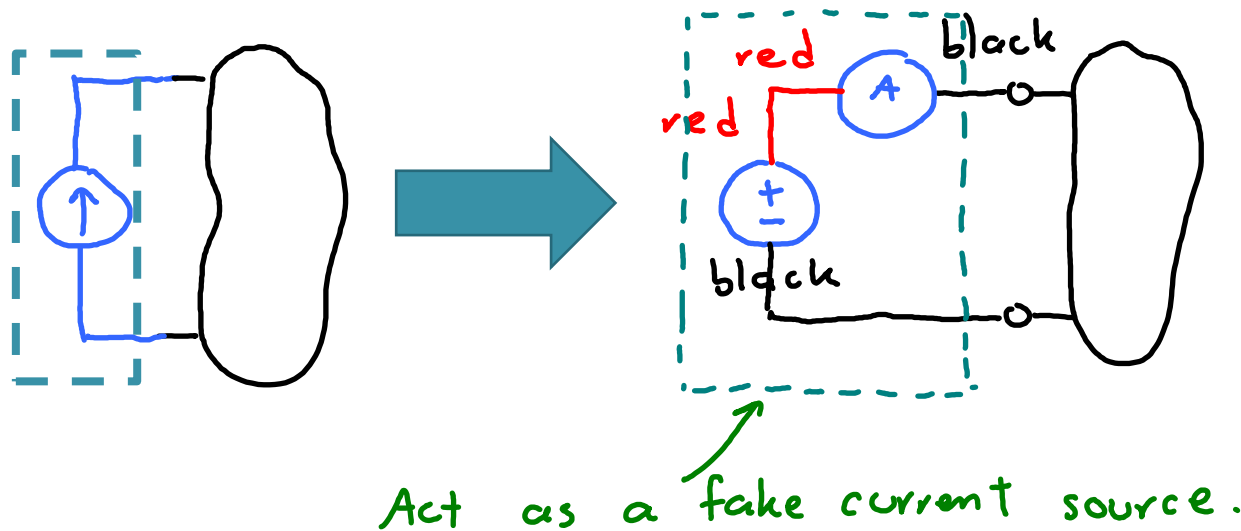 black
red
A
red
+
−
black
Act as a fake current source.